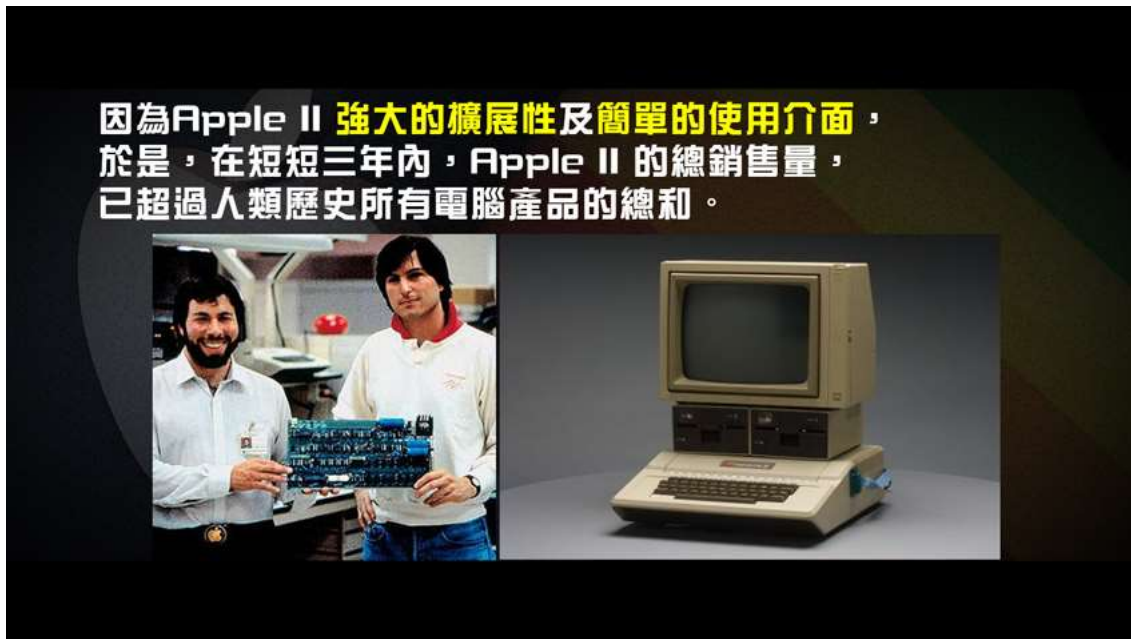 因為Apple II 強大的擴展性及簡單的使用介面，
於是，在短短三年內，Apple II 的總銷售量，
已超過人類歷史所有電腦產品的總和。